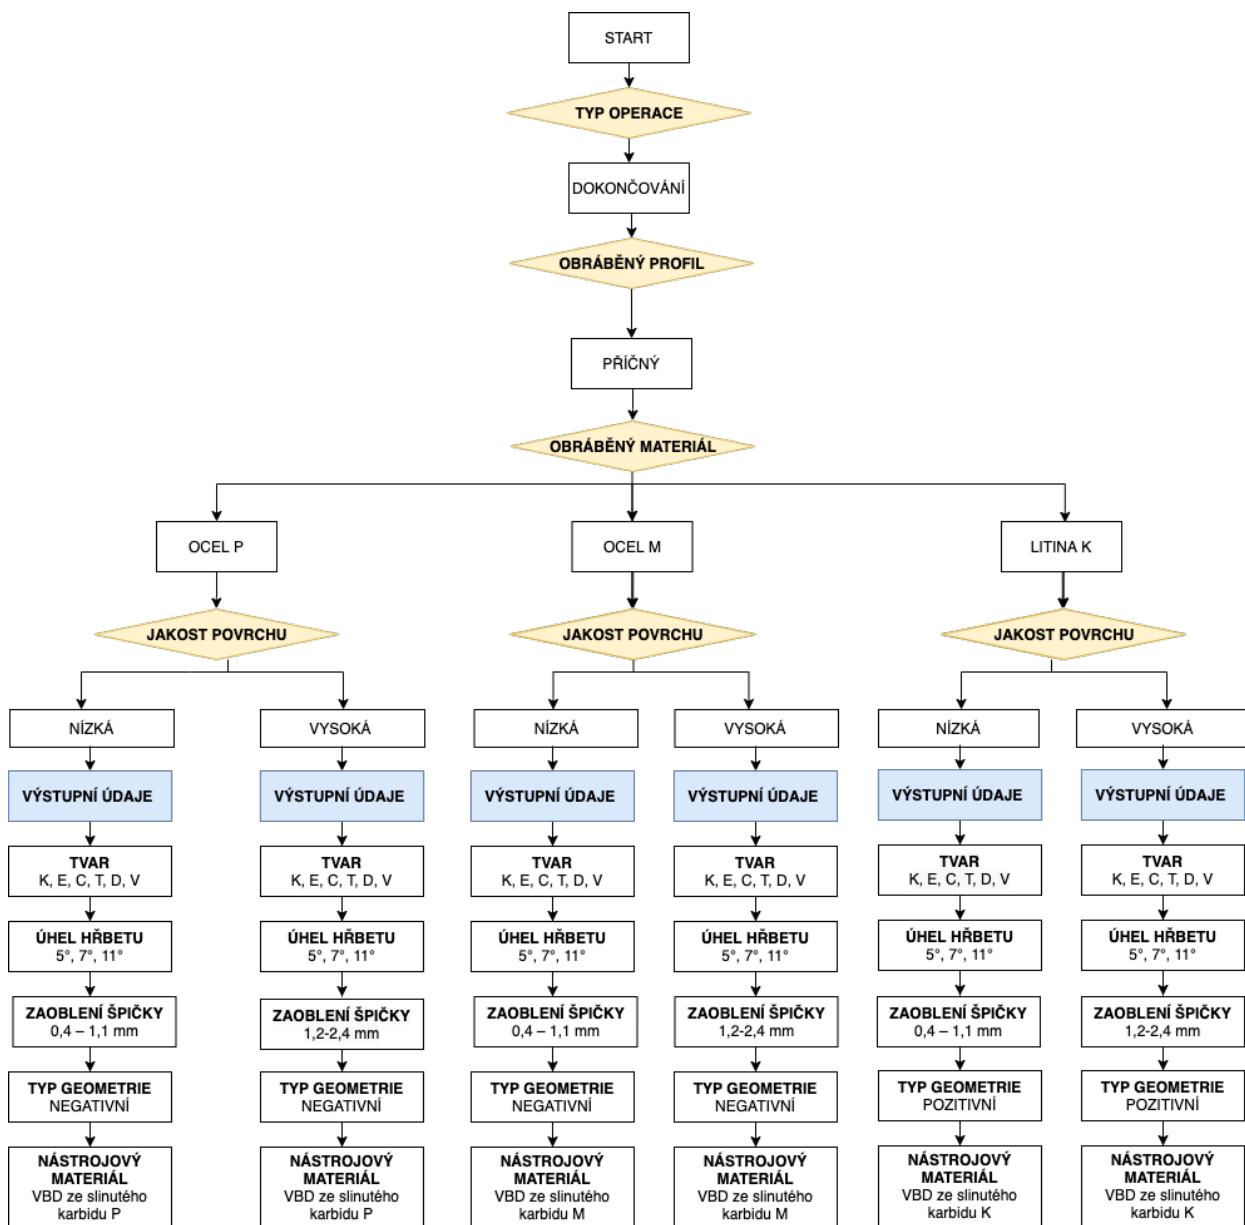 START
TYP OPERACE
DOKONČOVÁNÍ
OBRÁBĚNÝ PROFIL
PŘÍČNÝ
OBRÁBĚNÝ MATERIÁL
OCEL P
OCEL M
LITINA K
JAKOST POVRCHU
JAKOST POVRCHU
JAKOST POVRCHU
NÍZKÁ
VYSOKÁ
NÍZKÁ
VYSOKÁ
NÍZKÁ
VYSOKÁ
VÝSTUPNÍ ÚDAJE
VÝSTUPNÍ ÚDAJE
VÝSTUPNÍ ÚDAJE
VÝSTUPNÍ ÚDAJE
VÝSTUPNÍ ÚDAJE
VÝSTUPNÍ ÚDAJE
TVAR
K, E, C, T, D, V
TVAR
K, E, C, T, D, V
TVAR
K, E, C, T, D, V
TVAR
K, E, C, T, D, V
TVAR
K, E, C, T, D, V
TVAR
K, E, C, T, D, V
ÚHEL HŘBETU
5°, 7°, 11°
ÚHEL HŘBETU
5°, 7°, 11°
ÚHEL HŘBETU
5°, 7°, 11°
ÚHEL HŘBETU
5°, 7°, 11°
ÚHEL HŘBETU
5°, 7°, 11°
ÚHEL HŘBETU
5°, 7°, 11°
ZAOBLENÍ ŠPIČKY
0,4 – 1,1 mm
ZAOBLENÍ ŠPIČKY
1,2-2,4 mm
ZAOBLENÍ ŠPIČKY
0,4 – 1,1 mm
ZAOBLENÍ ŠPIČKY
1,2-2,4 mm
ZAOBLENÍ ŠPIČKY
0,4 – 1,1 mm
ZAOBLENÍ ŠPIČKY
1,2-2,4 mm
TYP GEOMETRIE
NEGATIVNÍ
TYP GEOMETRIE
NEGATIVNÍ
TYP GEOMETRIE
NEGATIVNÍ
TYP GEOMETRIE
NEGATIVNÍ
TYP GEOMETRIE
POZITIVNÍ
TYP GEOMETRIE
POZITIVNÍ
NÁSTROJOVÝ
MATERIÁL
VBD ze slinutého
karbidu P
NÁSTROJOVÝ
MATERIÁL
VBD ze slinutého
karbidu P
NÁSTROJOVÝ
MATERIÁL
VBD ze slinutého
karbidu M
NÁSTROJOVÝ
MATERIÁL
VBD ze slinutého
karbidu M
NÁSTROJOVÝ
MATERIÁL
VBD ze slinutého
karbidu K
NÁSTROJOVÝ
MATERIÁL
VBD ze slinutého
karbidu K